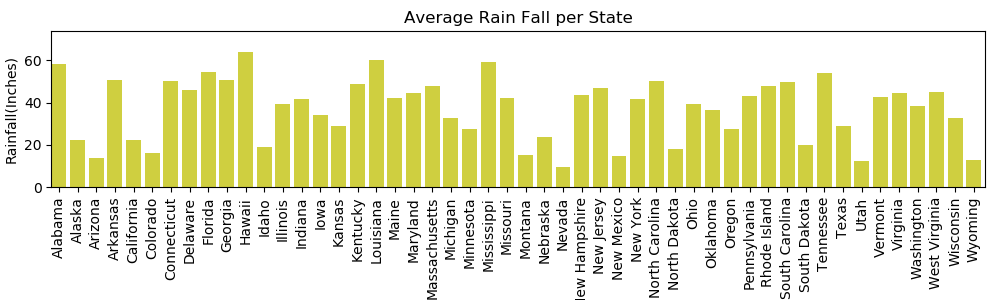 Average Rain Fall per State
Rainfall(Inches)
60
40
20
0
Alabama
Alaska
Arizona
Arkansas
California
Colorado
Connecticut
Delaware
Florida
Georgia
Hawaii
Idaho
Illinois
Indiana
Iowa
Kansas
Kentucky
Louisiana
Maine
Maryland
Massachusetts
Michigan
Minnesota
Mississippi
Missouri
Montana
Nebraska
Nevada
New Hampshire
New Jersey
New Mexico
New York
North Carolina
North Dakota
Ohio
Oklahoma
Oregon
Pennsylvania
Rhode Island
South Carolina
South Dakota
Tennessee
Texas
Utah
Vermont
Virginia
Washington
West Virginia
Wisconsin
Wyoming